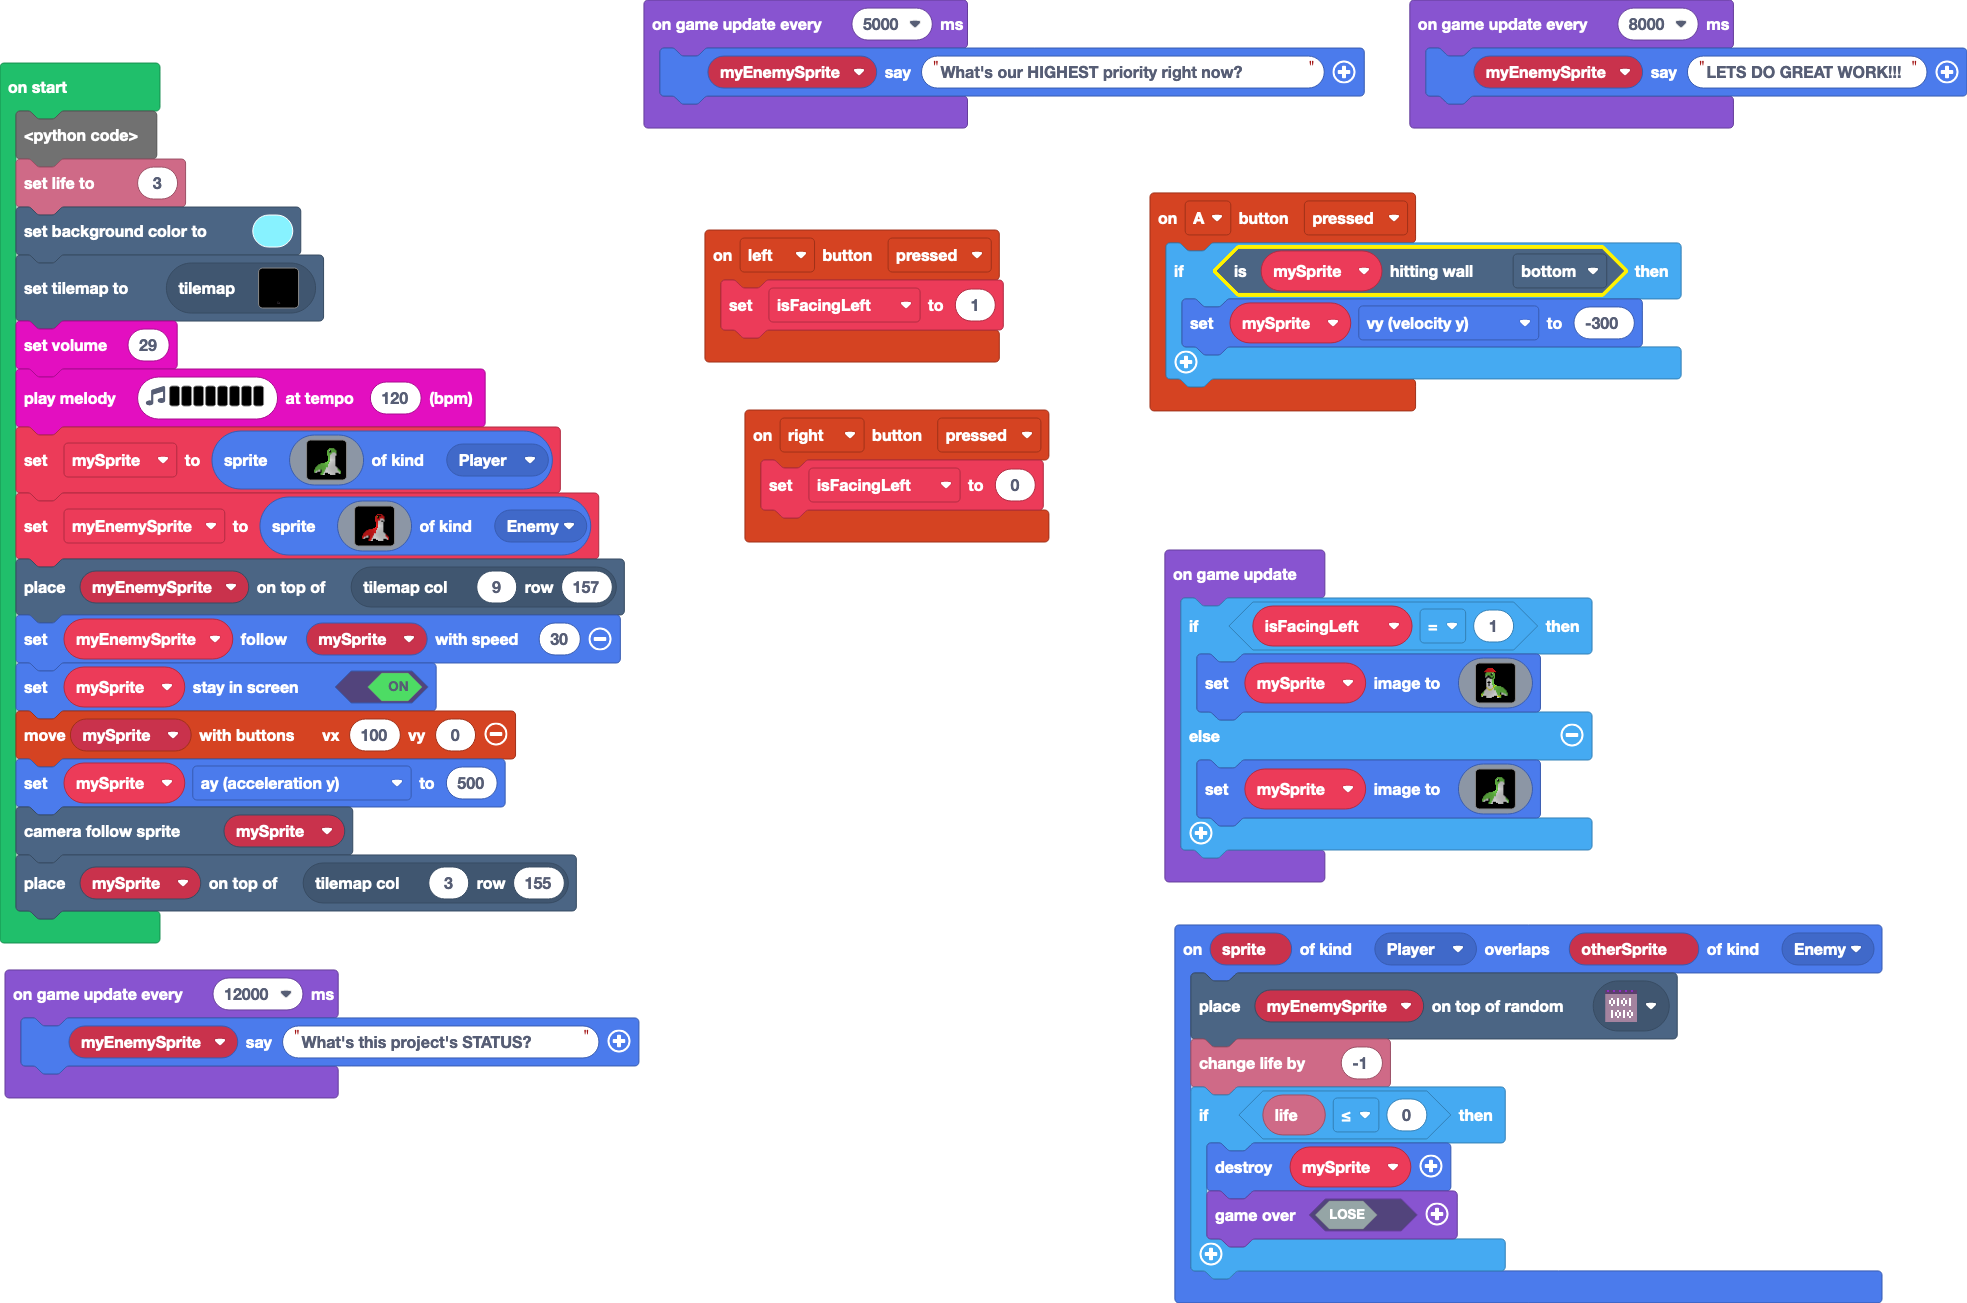 on start
<python code>
set life to 3
set background color to
set tilemap to tilemap
set volume 29
play melody at tempo 120 (bpm)
set mySprite to sprite of kind Player
set myEnemySprite to sprite of kind Enemy
place myEnemySprite on top of tilemap col 9 row 157
set myEnemySprite follow mySprite with speed 30
set mySprite stay in screen ON
move mySprite with buttons vx 100 vy 0
set mySprite ay (acceleration y) to 500
camera follow sprite mySprite
place mySprite on top of tilemap col 3 row 155
on game update every 12000 ms
myEnemySprite say "What's this project's STATUS?"
on game update every 5000 ms
myEnemySprite say "What's our HIGHEST priority right now?"
on game update every 8000 ms
myEnemySprite say "LETS DO GREAT WORK!!!"
on left button pressed
set isFacingLeft to 1
on right button pressed
set isFacingLeft to 0
on A button pressed
if is mySprite hitting wall bottom then
set mySprite vy (velocity y) to -300
on game update
if isFacingLeft = 1 then
set mySprite image to
else
set mySprite image to
on sprite of kind Player overlaps otherSprite of kind Enemy
place myEnemySprite on top of random
0101
1010
change life by -1
if life ≤ 0 then
destroy mySprite
game over LOSE